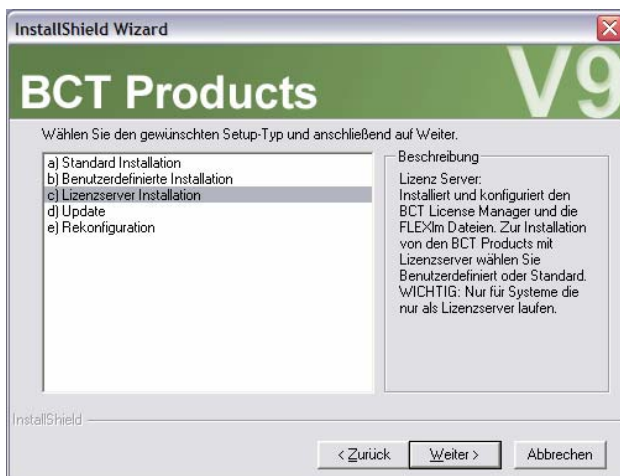 InstallShield Wizard
BCT Products
V9
Wählen Sie den gewünschten Setup-Typ und anschließend auf Weiter.
a) Standard Installation
b) Benutzerdefinierte Installation
c) Lizenzserver Installation
d) Update
e) Rekonfiguration
Beschreibung
Lizenz Server:
Installiert und konfiguriert den
BCT License Manager und die
FLEXlm Dateien. Zur Installation
von den BCT Products mit
Lizenzserver wählen Sie
Benutzerdefiniert oder Standard.
WICHTIG: Nur für Systeme die
nur als Lizenzserver laufen.
InstallShield
< Zurück
Weiter >
Abbrechen